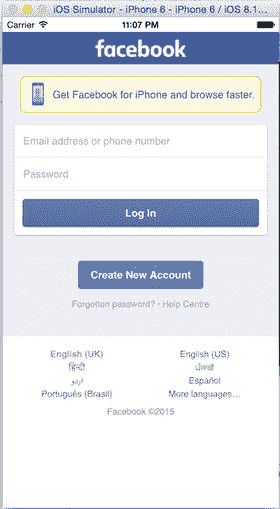 iOS Simulator - iPhone 6 - iPhone 6 / iOS 8.1...
Carrier 11:07 PM
facebook
Get Facebook for iPhone and browse faster.
Email address or phone number
Password
Log In
Create New Account
Forgotten password? · Help Centre
English (UK) English (US)
हिन्दी ਪੰਜਾਬੀ
اردو Español
Português (Brasil) More languages...
Facebook ©2015